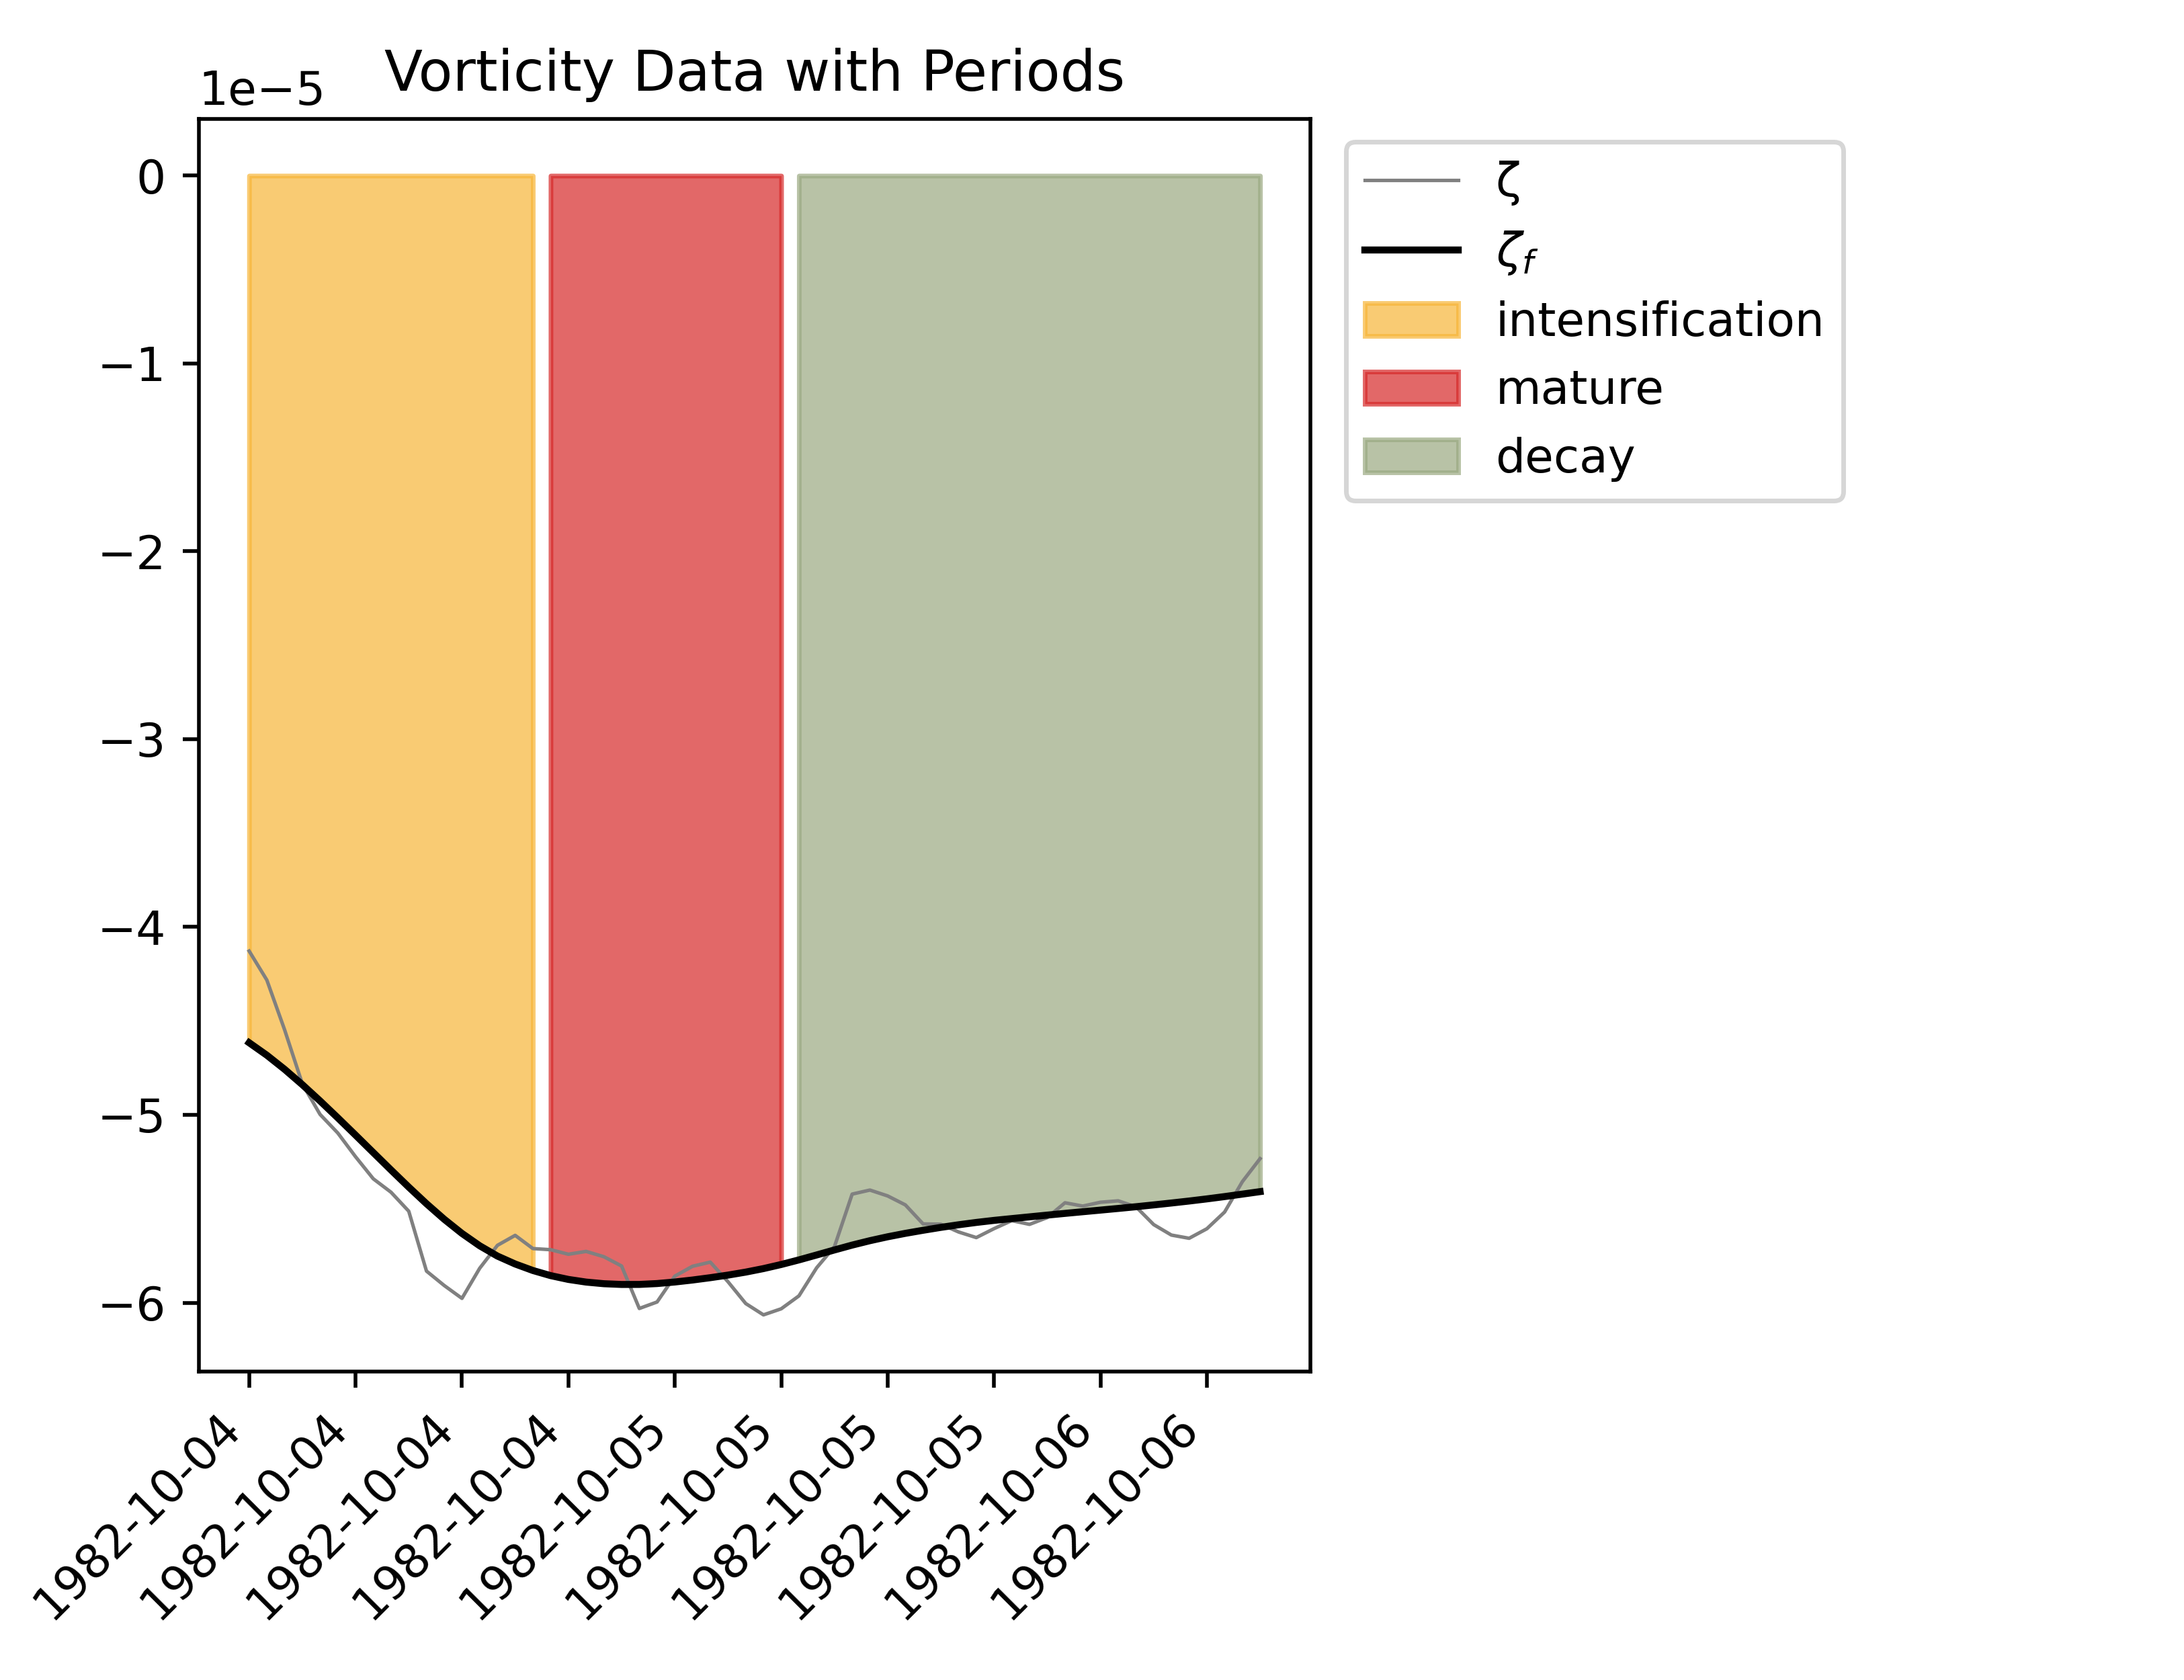 Vorticity Data with Periods
1e−5
0
−1
−2
−3
−4
−5
−6
1982-10-04
1982-10-04
1982-10-04
1982-10-04
1982-10-05
1982-10-05
1982-10-05
1982-10-05
1982-10-06
1982-10-06
ζ
ζf
intensification
mature
decay